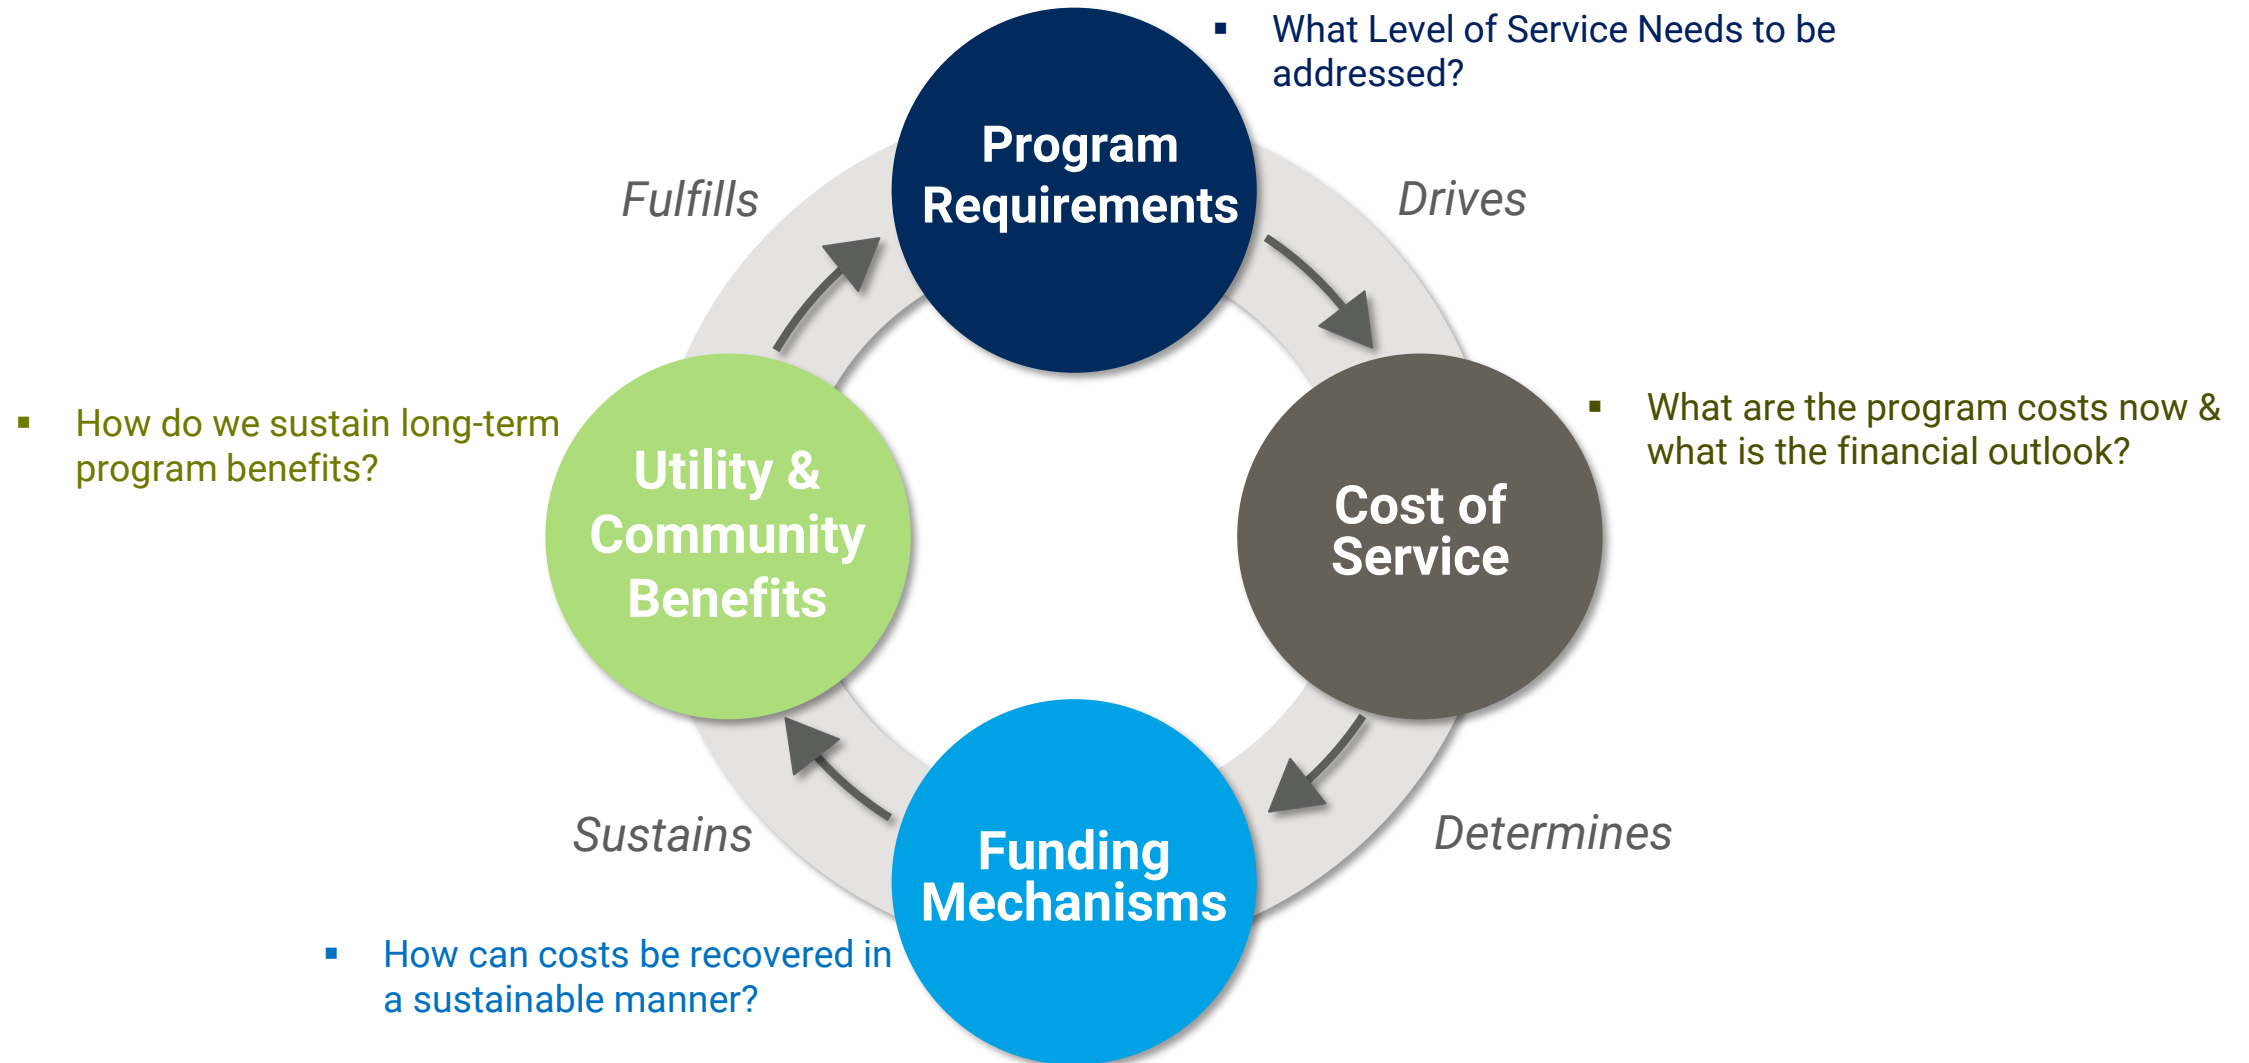 ▪ What Level of Service Needs to be
addressed?
Program
Requirements
Fulfills
Drives
▪ How do we sustain long-term
program benefits?
Utility &
Community
Benefits
Cost of
Service
▪ What are the program costs now &
what is the financial outlook?
Sustains
Determines
Funding
Mechanisms
▪ How can costs be recovered in
a sustainable manner?